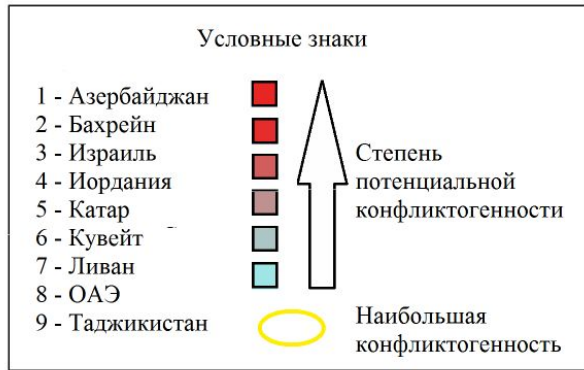 Условные знаки
1 - Азербайджан
2 - Бахрейн
3 - Израиль
4 - Иордания
5 - Катар
6 - Кувейт
7 - Ливан
8 - ОАЭ
9 - Таджикистан
Степень
потенциальной
конфликтогенности
Наибольшая
конфликтогенность